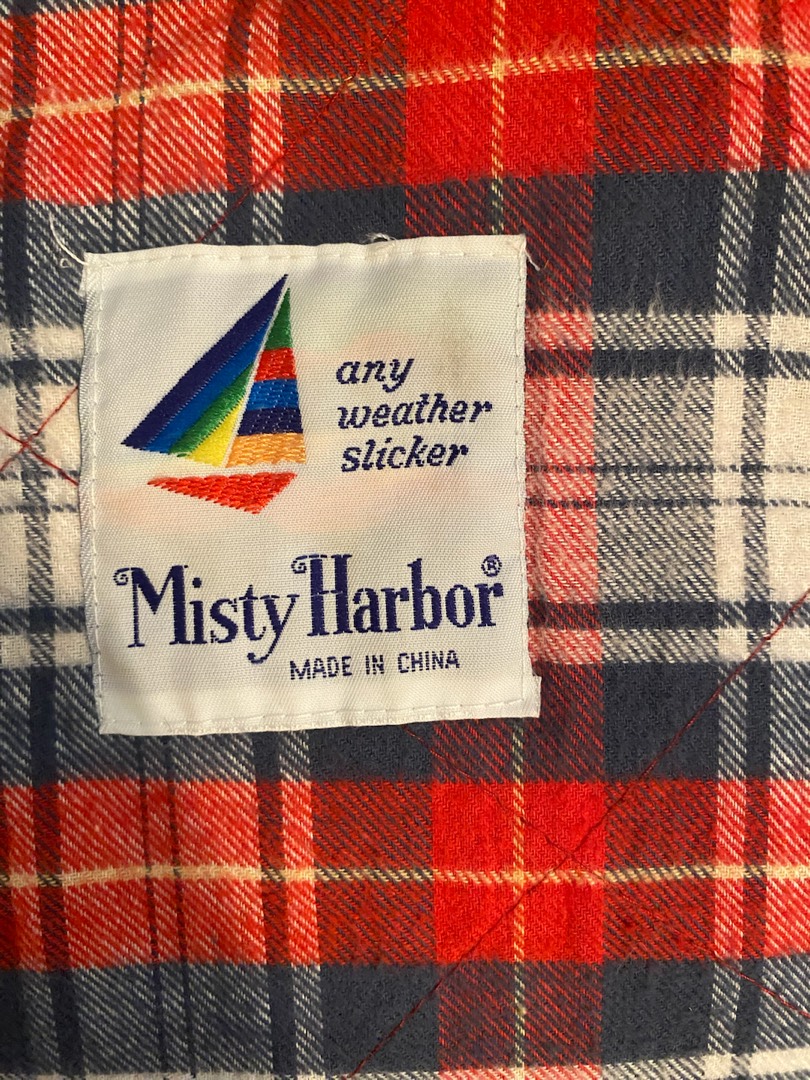 any
weather
slicker
Misty Harbor®
MADE IN CHINA